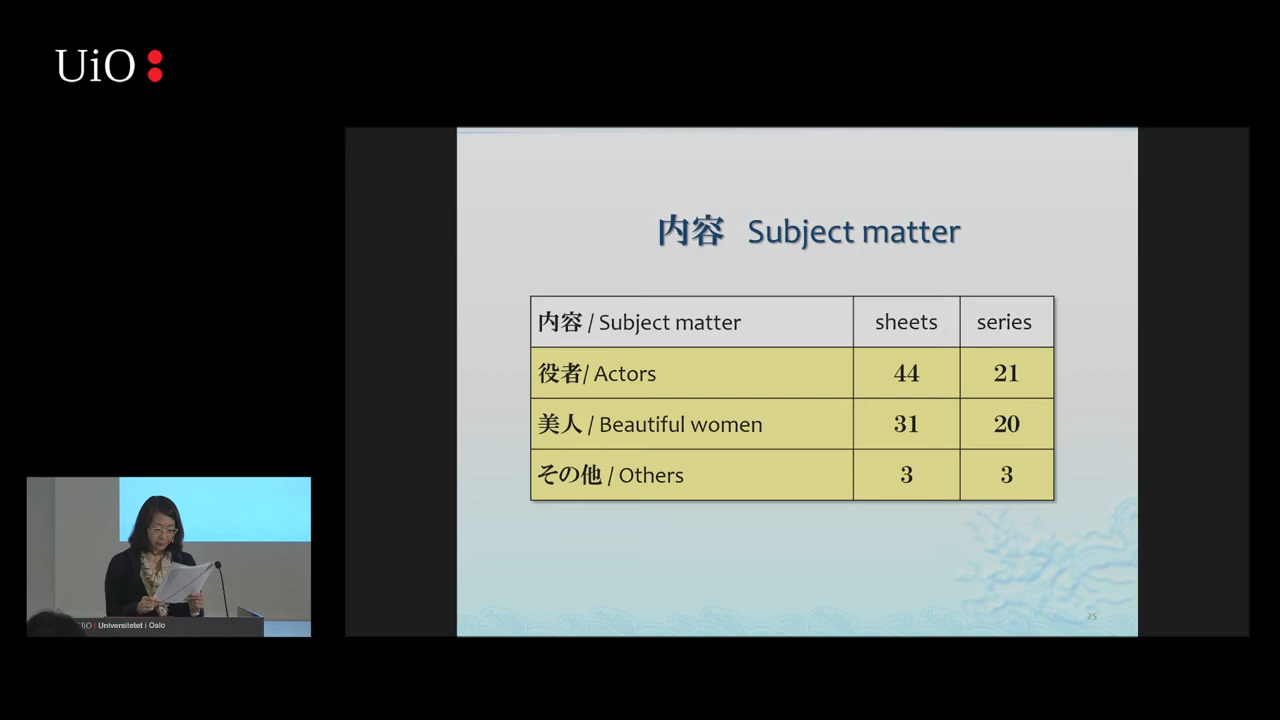 UiO:
内容 Subject matter
内容 / Subject matter sheets series
役者/ Actors 44 21
美人 / Beautiful women 31 20
その他 / Others 3 3
25
UiO: Universitetet i Oslo